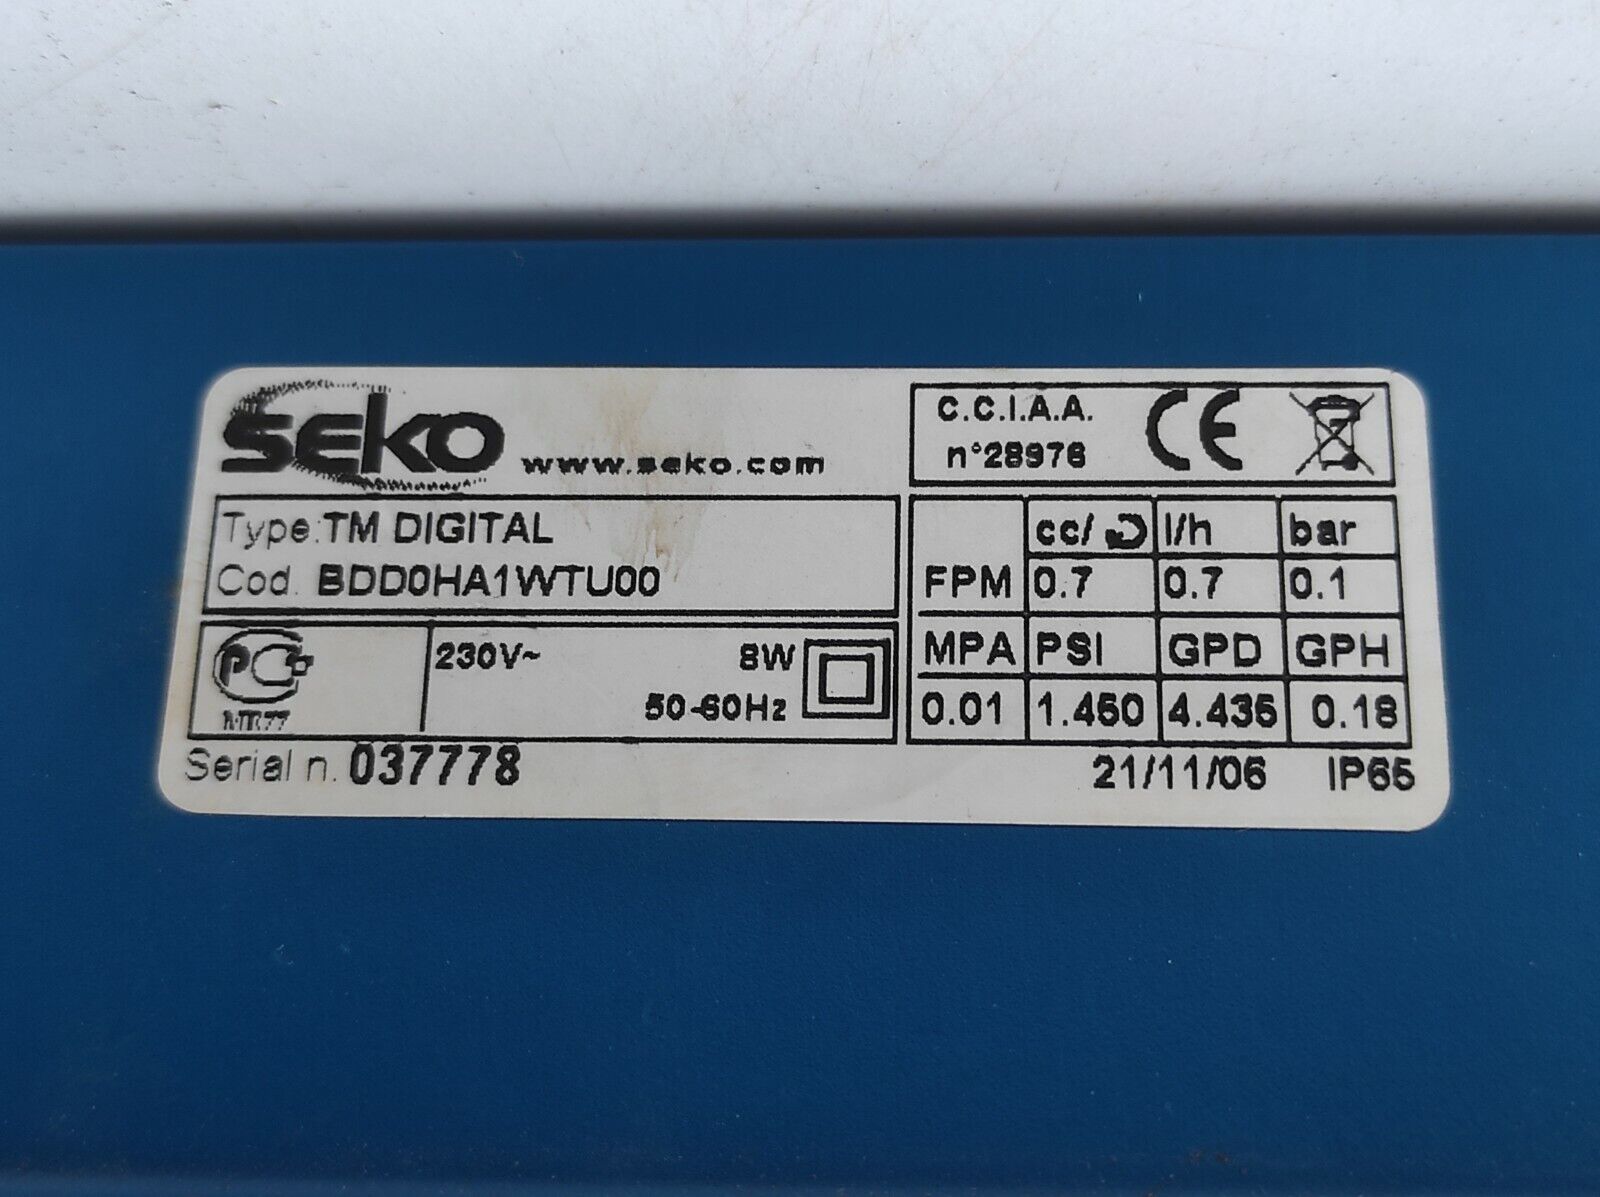 SEKO www.seko.com
C.C.I.A.A.
n°28976
CE
Type: TM DIGITAL
Cod. BDD0HA1WTU00
cc/ l/h bar
FPM 0.7 0.7 0.1
MPA PSI GPD GPH
0.01 1.450 4.435 0.18
230V~ 8W
50-60Hz
Serial n. 037778
21/11/06 IP65